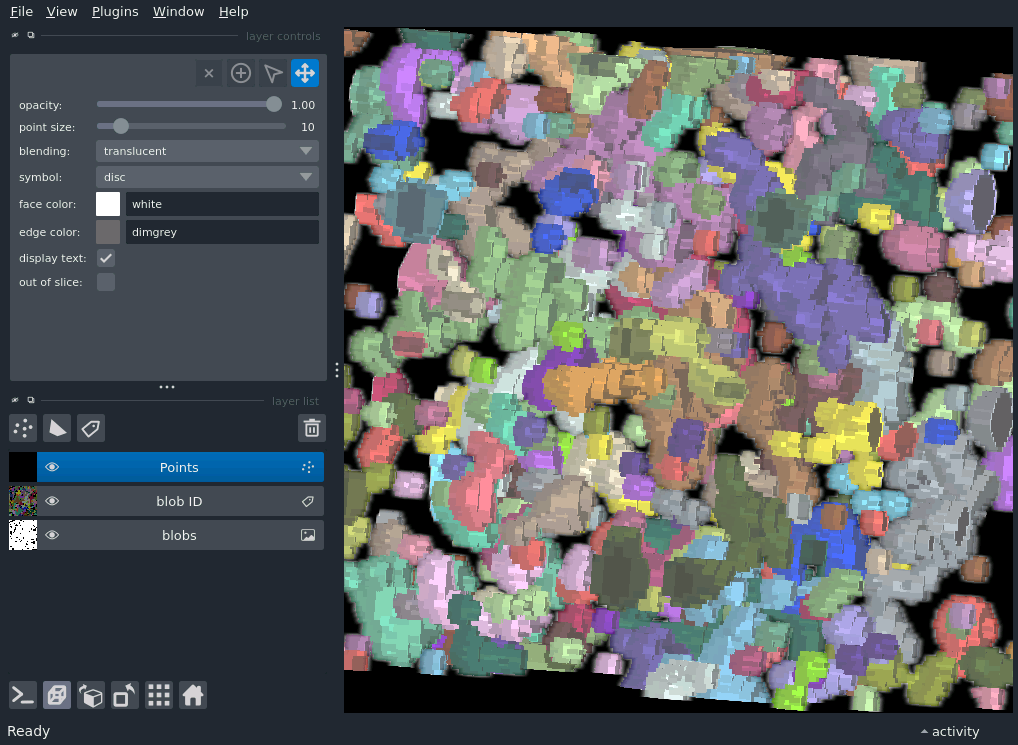 File View Plugins Window Help
layer controls
opacity: 1.00
point size: 10
blending: translucent
symbol: disc
face color: white
edge color: dimgrey
display text:
out of slice:
layer list
Points
blob ID
blobs
Ready
activity